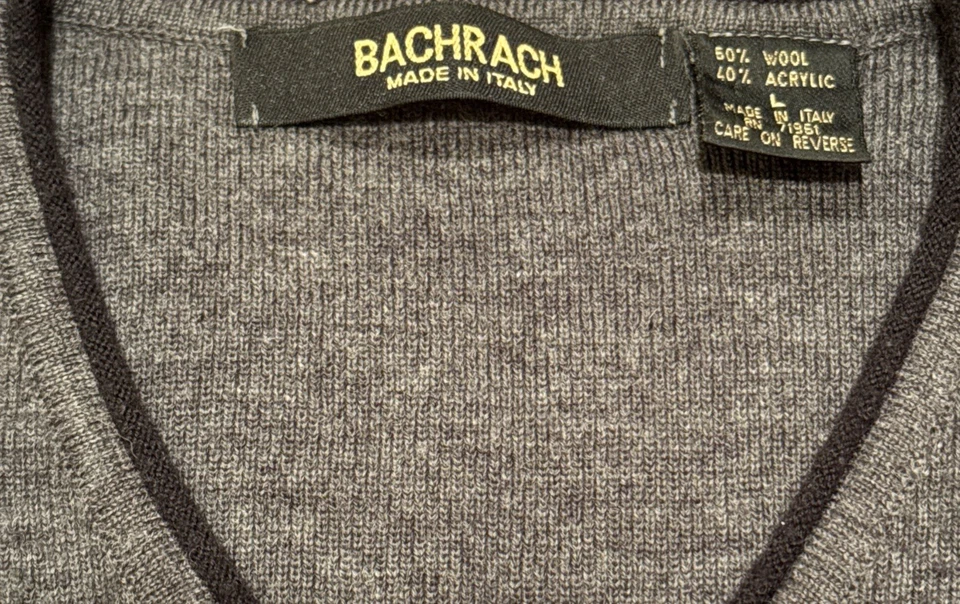 BACHRACH
MADE IN ITALY
60% WOOL
40% ACRYLIC
L
MADE IN ITALY
RN 71961
CARE ON REVERSE